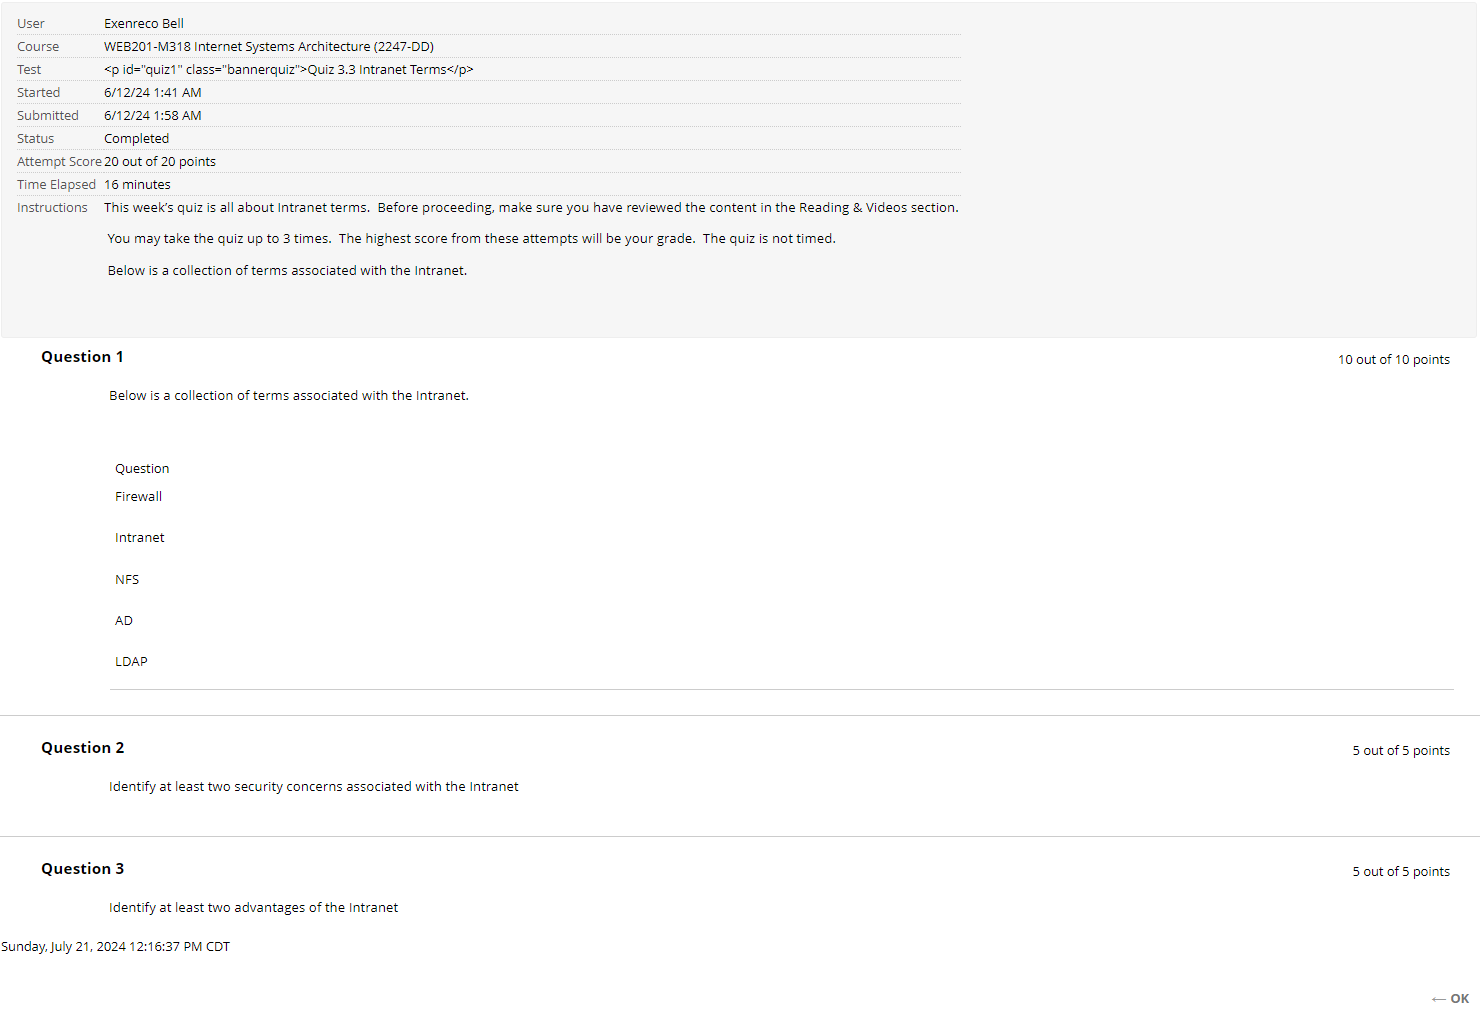 User Exenreco Bell
Course WEB201-M318 Internet Systems Architecture (2247-DD)
Test <p id="quiz1" class="bannerquiz">Quiz 3.3 Intranet Terms</p>
Started 6/12/24 1:41 AM
Submitted 6/12/24 1:58 AM
Status Completed
Attempt Score 20 out of 20 points
Time Elapsed 16 minutes
Instructions This week's quiz is all about Intranet terms.  Before proceeding, make sure you have reviewed the content in the Reading & Videos section.
You may take the quiz up to 3 times.  The highest score from these attempts will be your grade.  The quiz is not timed.
Below is a collection of terms associated with the Intranet.
Question 1 10 out of 10 points
Below is a collection of terms associated with the Intranet.
Question
Firewall
Intranet
NFS
AD
LDAP
Question 2 5 out of 5 points
Identify at least two security concerns associated with the Intranet
Question 3 5 out of 5 points
Identify at least two advantages of the Intranet
Sunday, July 21, 2024 12:16:37 PM CDT
← OK